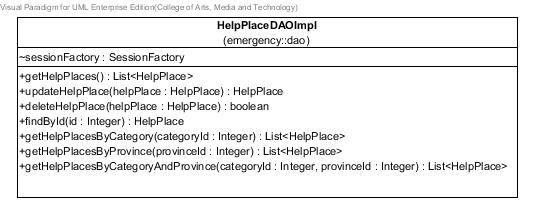 Visual Paradigm for UML Enterprise Edition(College of Arts, Media and Technology)
HelpPlaceDAOImpl
(emergency::dao)
~sessionFactory : SessionFactory
+getHelpPlaces() : List<HelpPlace>
+updateHelpPlace(helpPlace : HelpPlace) : HelpPlace
+deleteHelpPlace(helpPlace : HelpPlace) : boolean
+findById(id : Integer) : HelpPlace
+getHelpPlacesByCategory(categoryId : Integer) : List<HelpPlace>
+getHelpPlacesByProvince(provinceId : Integer) : List<HelpPlace>
+getHelpPlacesByCategoryAndProvince(categoryId : Integer, provinceId : Integer) : List<HelpPlace>